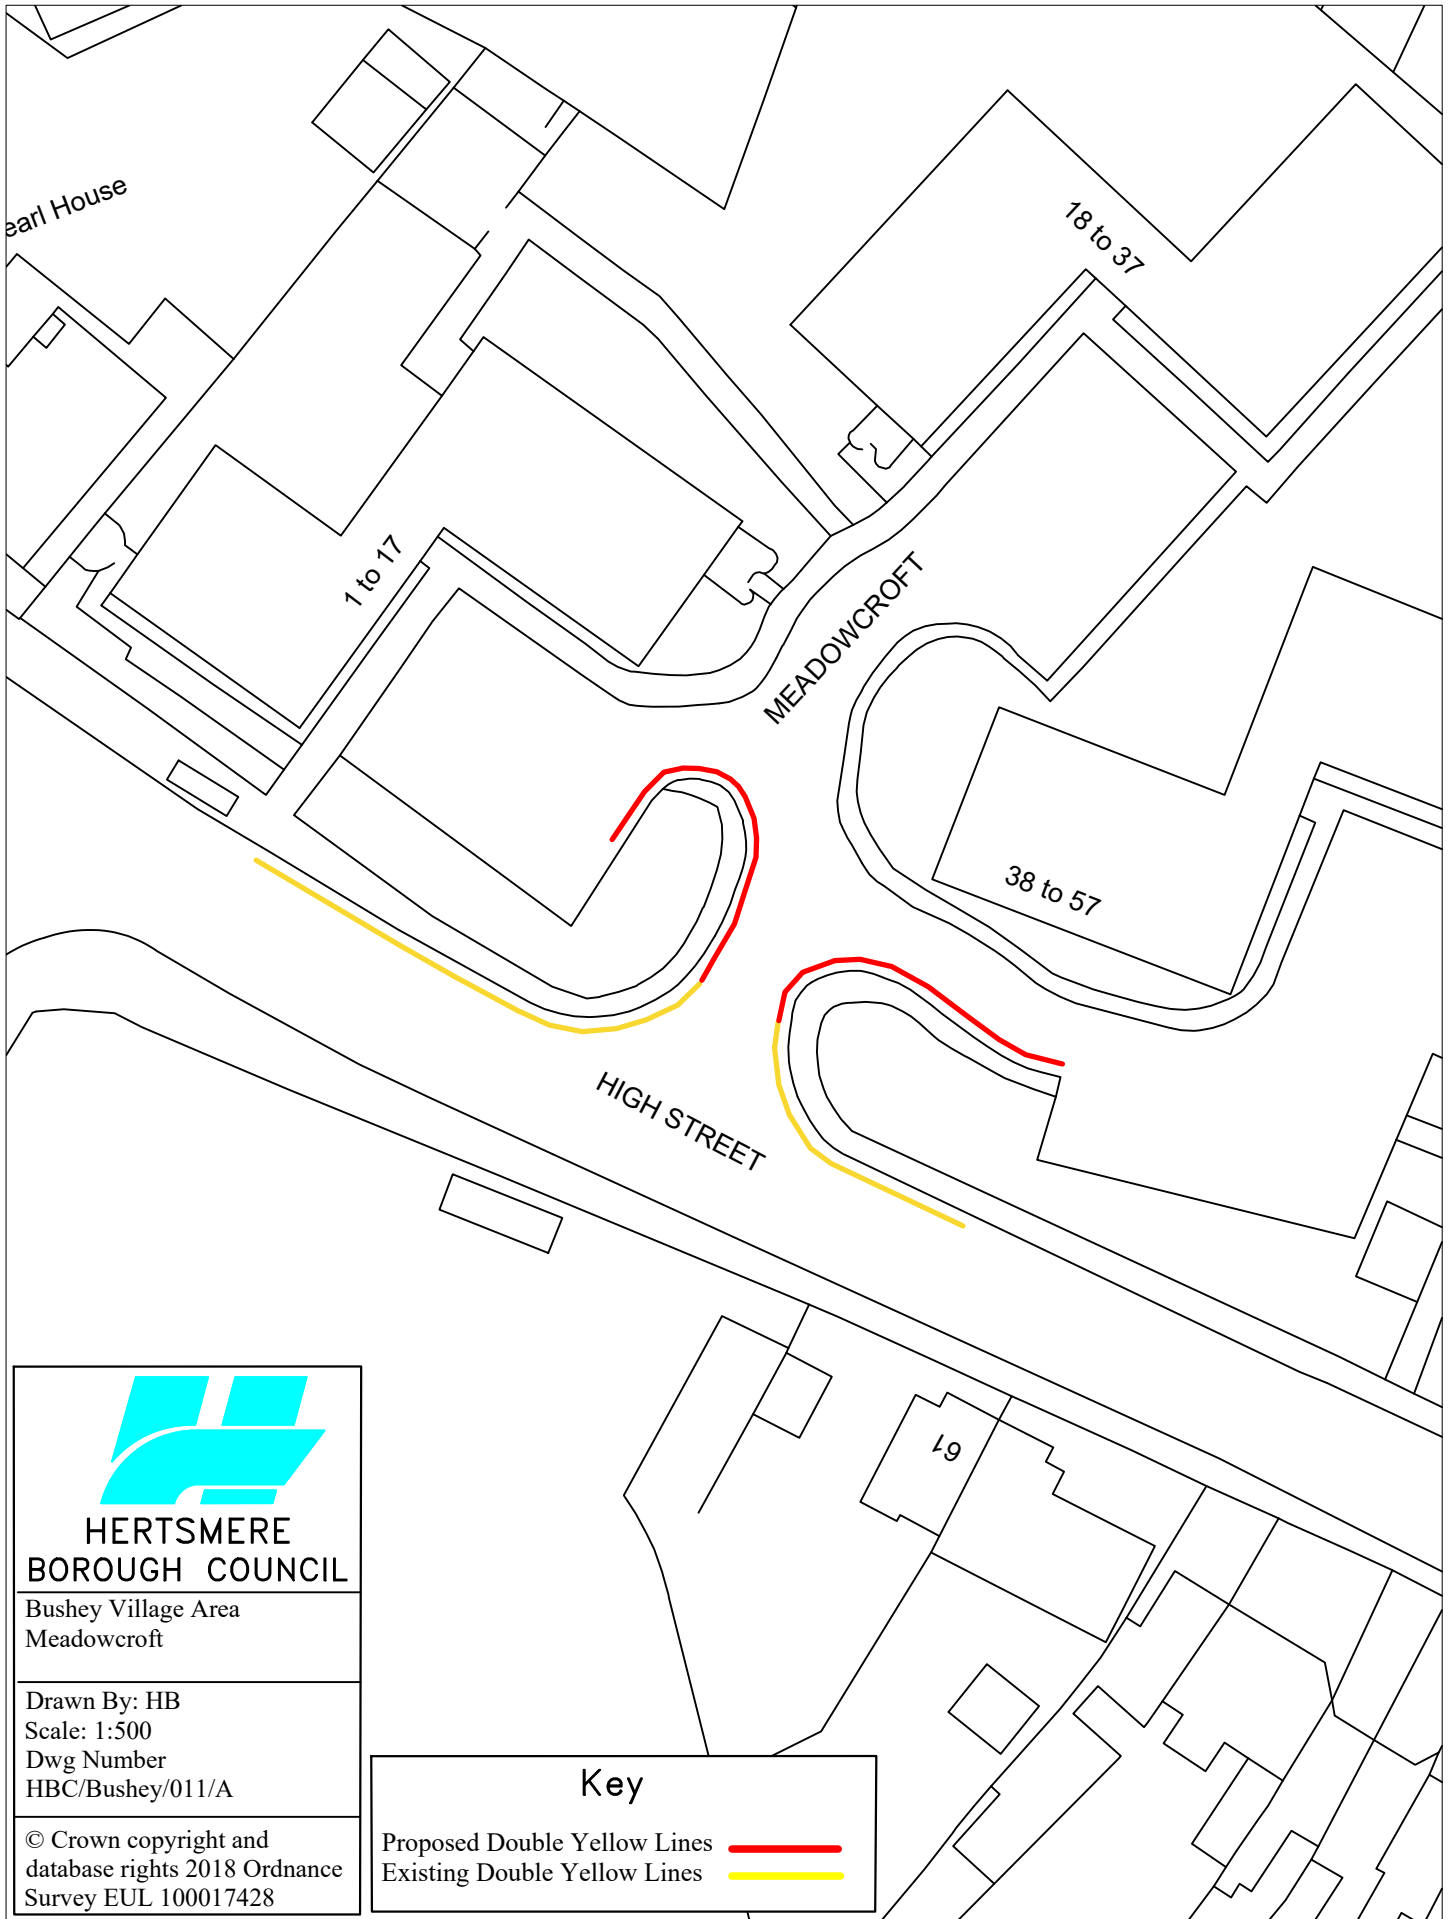 earl House
18 to 37
1 to 17
MEADOWCROFT
38 to 57
HIGH STREET
61
HERTSMERE
BOROUGH COUNCIL
Bushey Village Area
Meadowcroft
Drawn By: HB
Scale: 1:500
Dwg Number
HBC/Bushey/011/A
© Crown copyright and
database rights 2018 Ordnance
Survey EUL 100017428
Key
Proposed Double Yellow Lines
Existing Double Yellow Lines